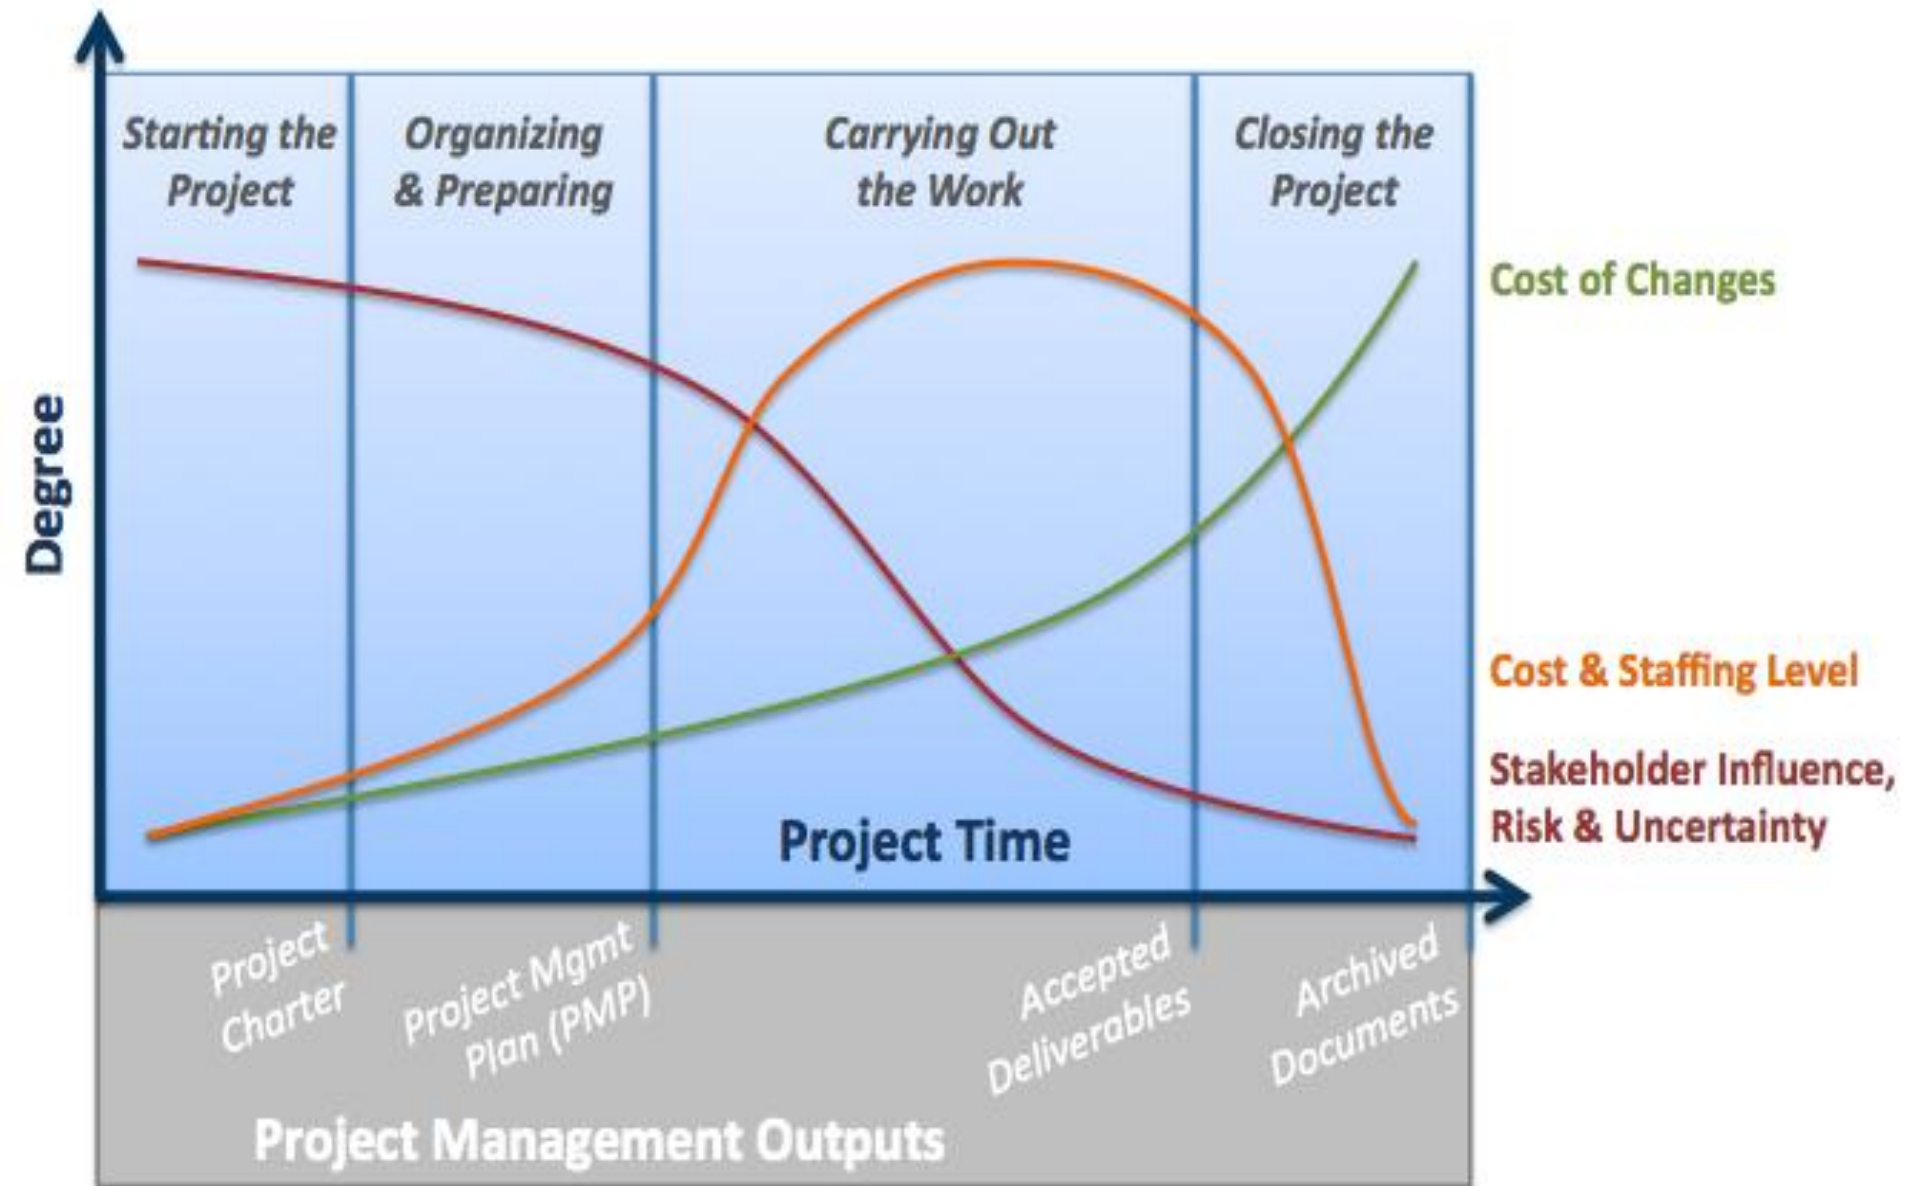 Starting the
Project
Organizing
& Preparing
Carrying Out
the Work
Closing the
Project
Degree
Cost of Changes
Cost & Staffing Level
Stakeholder Influence,
Risk & Uncertainty
Project Time
Project
Charter
Project Mgmt
Plan (PMP)
Accepted
Deliverables
Archived
Documents
Project Management Outputs